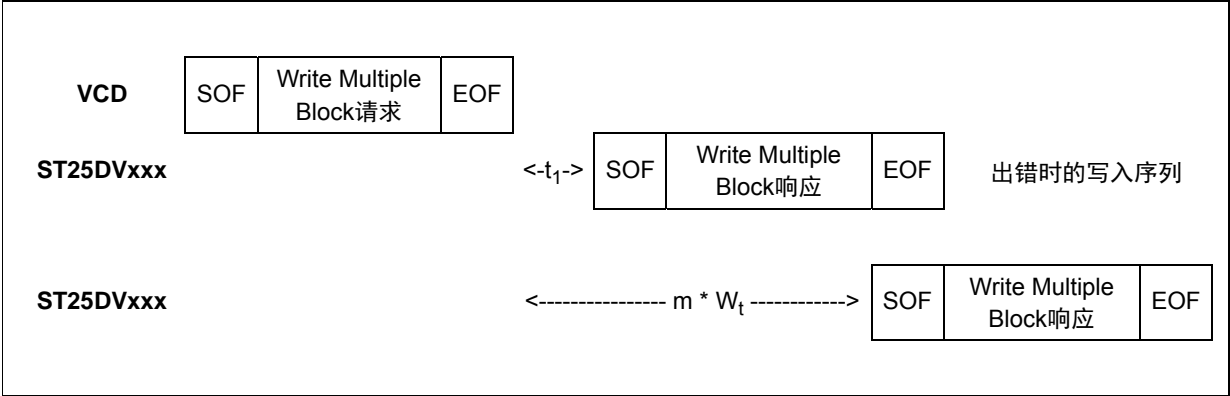 VCD SOF Write Multiple Block请求 EOF
ST25DVxxx <-t1-> SOF Write Multiple Block响应 EOF 出错时的写入序列
ST25DVxxx <---------------- m * Wt ------------> SOF Write Multiple Block响应 EOF